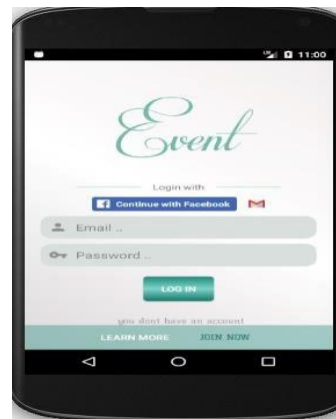 11:00
Event
Login with
Continue with Facebook
Email ..
Password ..
LOG IN
you dont have an account
LEARN MORE JOIN NOW